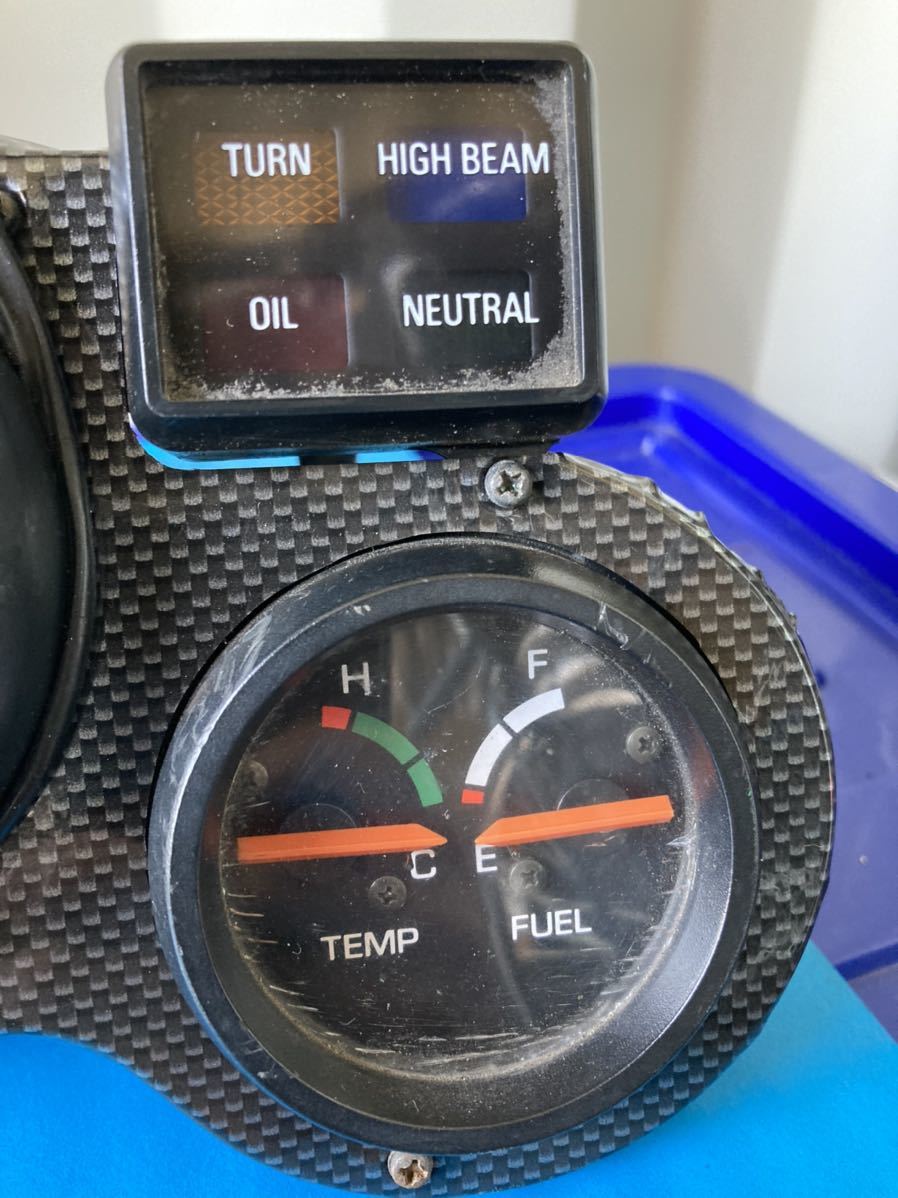 TURN HIGH BEAM
OIL NEUTRAL
H F
C E
TEMP FUEL